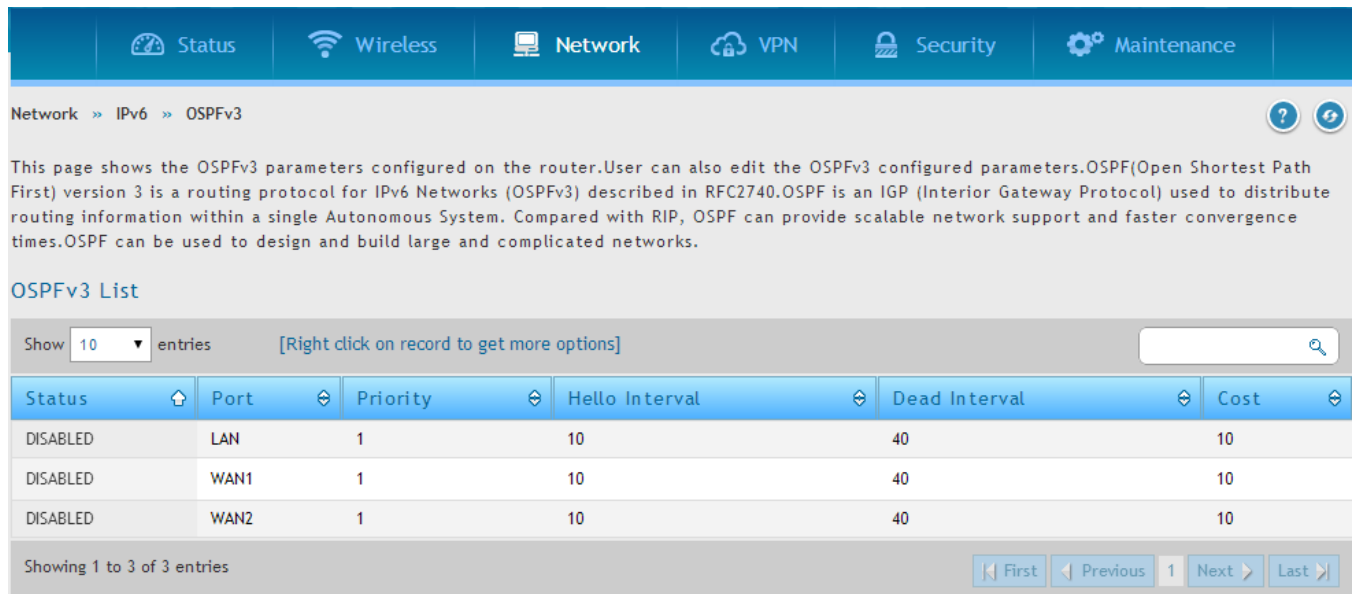 Status Wireless Network VPN Security Maintenance
Network » IPv6 » OSPFv3
?
This page shows the OSPFv3 parameters configured on the router.User can also edit the OSPFv3 configured parameters.OSPF(Open Shortest Path
First) version 3 is a routing protocol for IPv6 Networks (OSPFv3) described in RFC2740.OSPF is an IGP (Interior Gateway Protocol) used to distribute
routing information within a single Autonomous System. Compared with RIP, OSPF can provide scalable network support and faster convergence
times.OSPF can be used to design and build large and complicated networks.
OSPFv3 List
Show 10 entries [Right click on record to get more options]
Status Port Priority Hello Interval Dead Interval Cost
DISABLED LAN 1 10 40 10
DISABLED WAN1 1 10 40 10
DISABLED WAN2 1 10 40 10
Showing 1 to 3 of 3 entries First Previous 1 Next Last